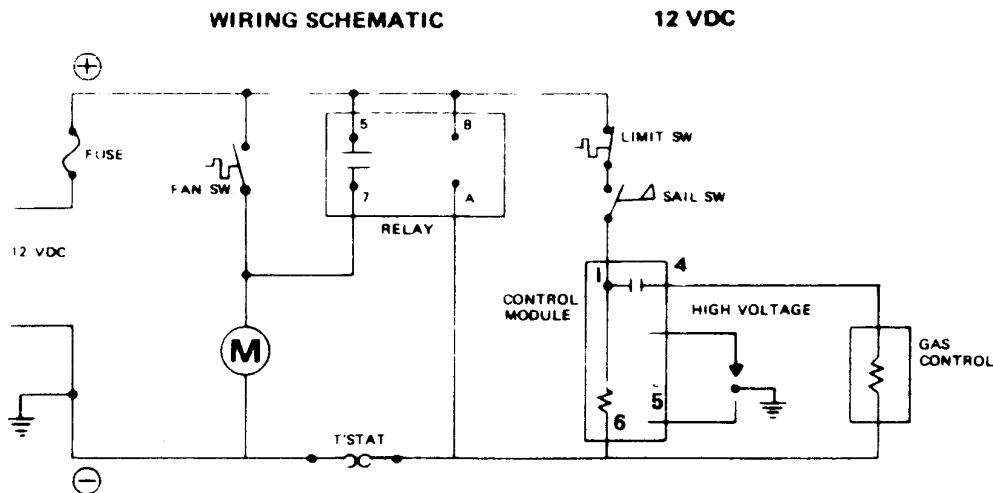 WIRING SCHEMATIC 12 VDC
+
FUSE
FAN SW.
5
B
7
A
RELAY
LIMIT SW
SAIL SW
12 VDC
1
4
CONTROL
MODULE
HIGH VOLTAGE
M
GAS
CONTROL
5
6
T'STAT
−